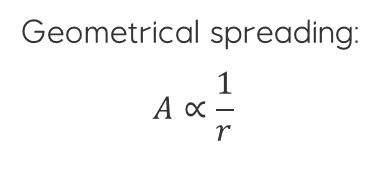 Geometrical spreading:
A ∝ 1/r